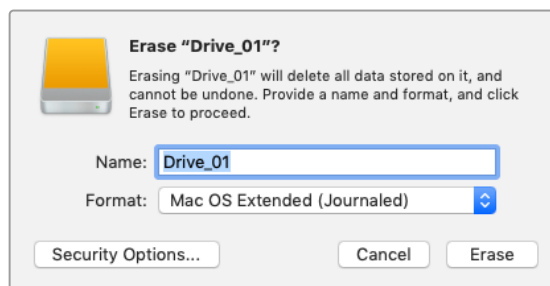 Erase “Drive_01”?
Erasing “Drive_01” will delete all data stored on it, and
cannot be undone. Provide a name and format, and click
Erase to proceed.
Name: Drive_01
Format: Mac OS Extended (Journaled)
Security Options... Cancel Erase